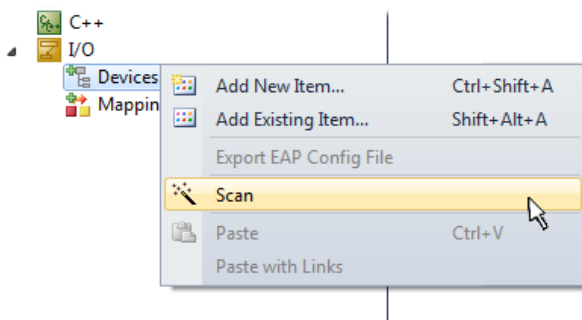 C++
I/O
Devices
Mappin
Add New Item... Ctrl+Shift+A
Add Existing Item... Shift+Alt+A
Export EAP Config File
Scan
Paste Ctrl+V
Paste with Links